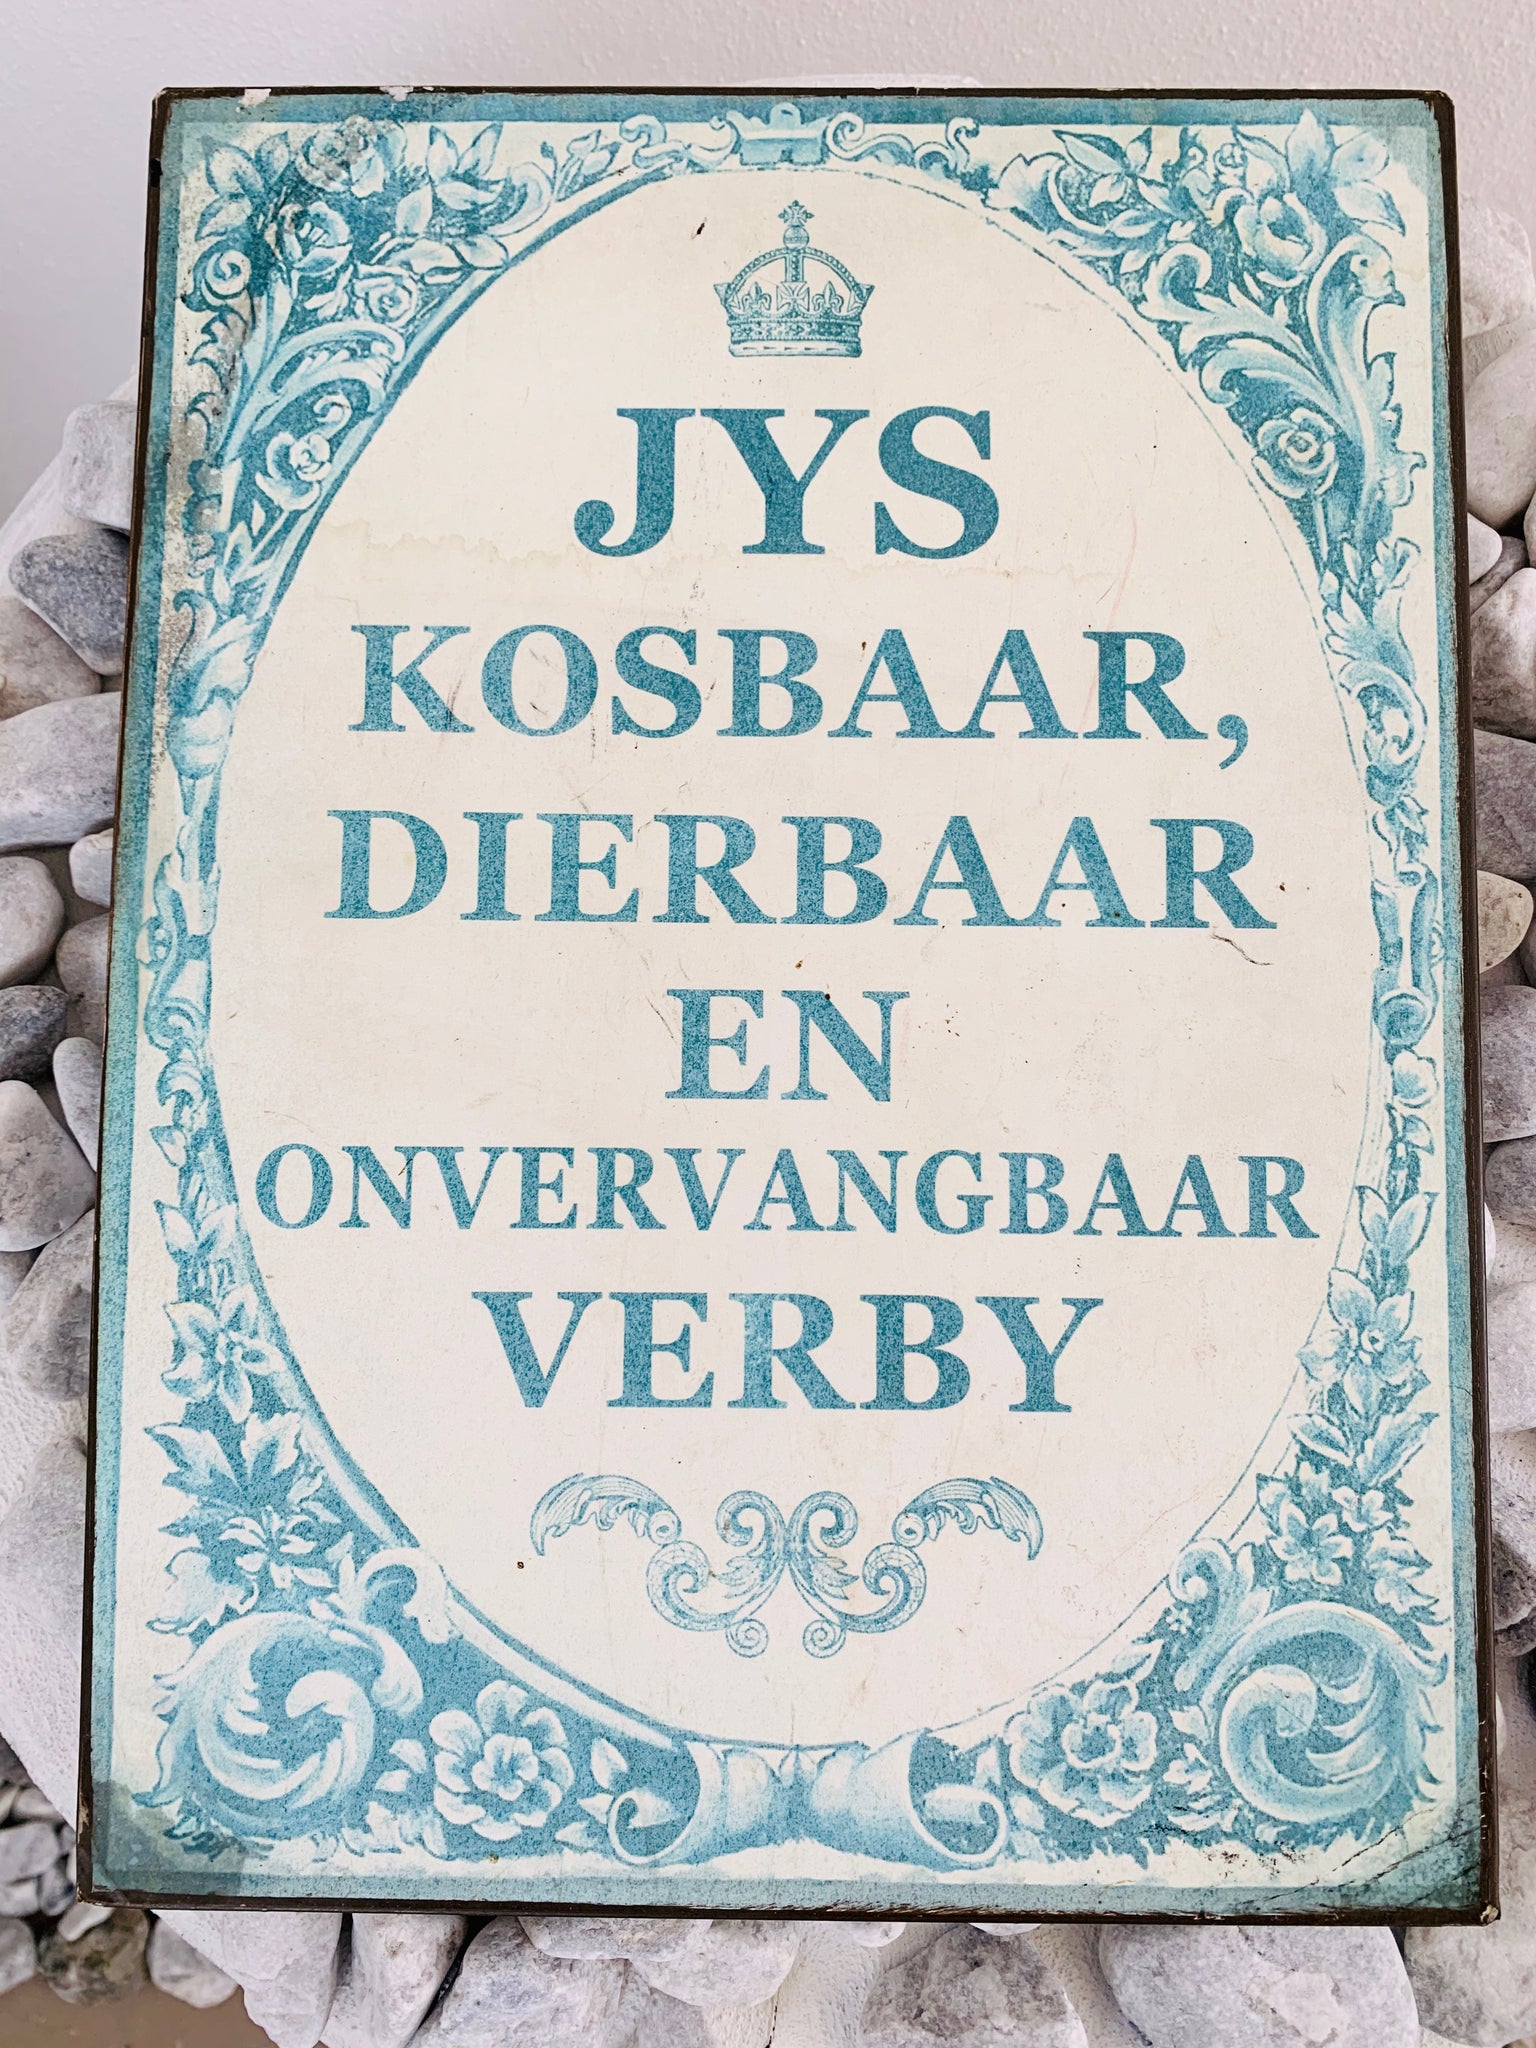 JYS
KOSBAAR,
DIERBAAR
EN
ONVERVANGBAAR
VERBY